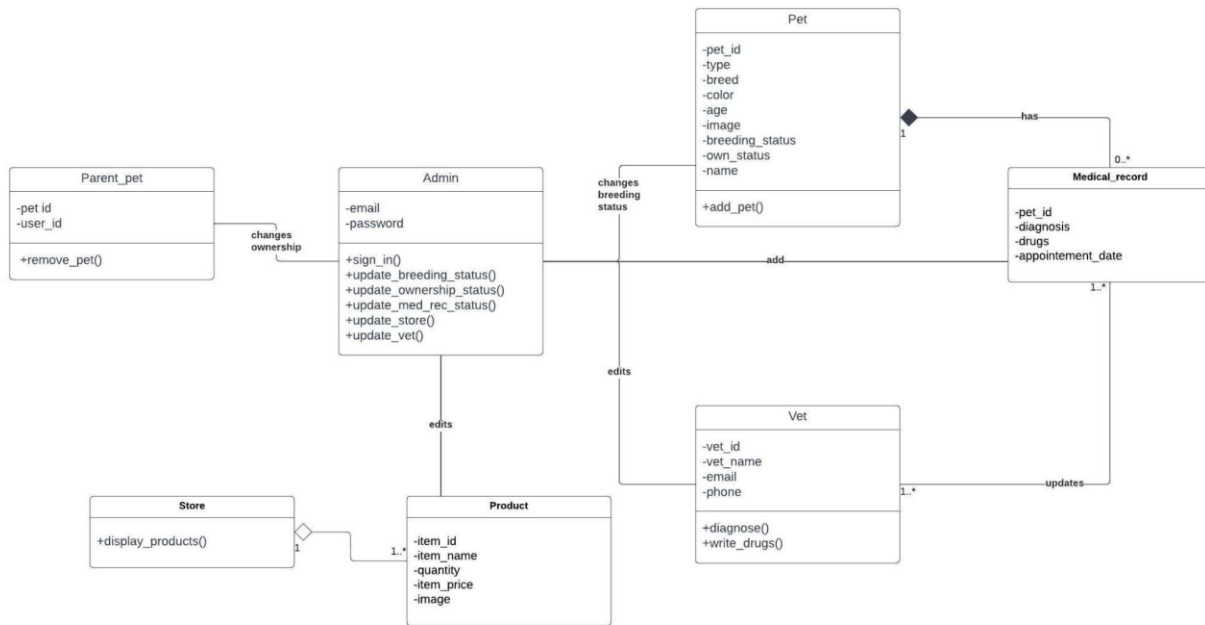 Pet
-pet_id
-type
-breed
-color
-age
-image
-breeding_status
-own_status
-name
+add_pet()
1
has
0..*
Parent_pet
-pet id
-user_id
+remove_pet()
changes
ownership
Admin
-email
-password
+sign_in()
+update_breeding_status()
+update_ownership_status()
+update_med_rec_status()
+update_store()
+update_vet()
changes
breeding
status
Medical_record
-pet_id
-diagnosis
-drugs
-appointement_date
add
1..*
edits
edits
Vet
-vet_id
-vet_name
-email
-phone
+diagnose()
+write_drugs()
1..*
updates
Store
+display_products()
1
1..*
Product
-item_id
-item_name
-quantity
-item_price
-image